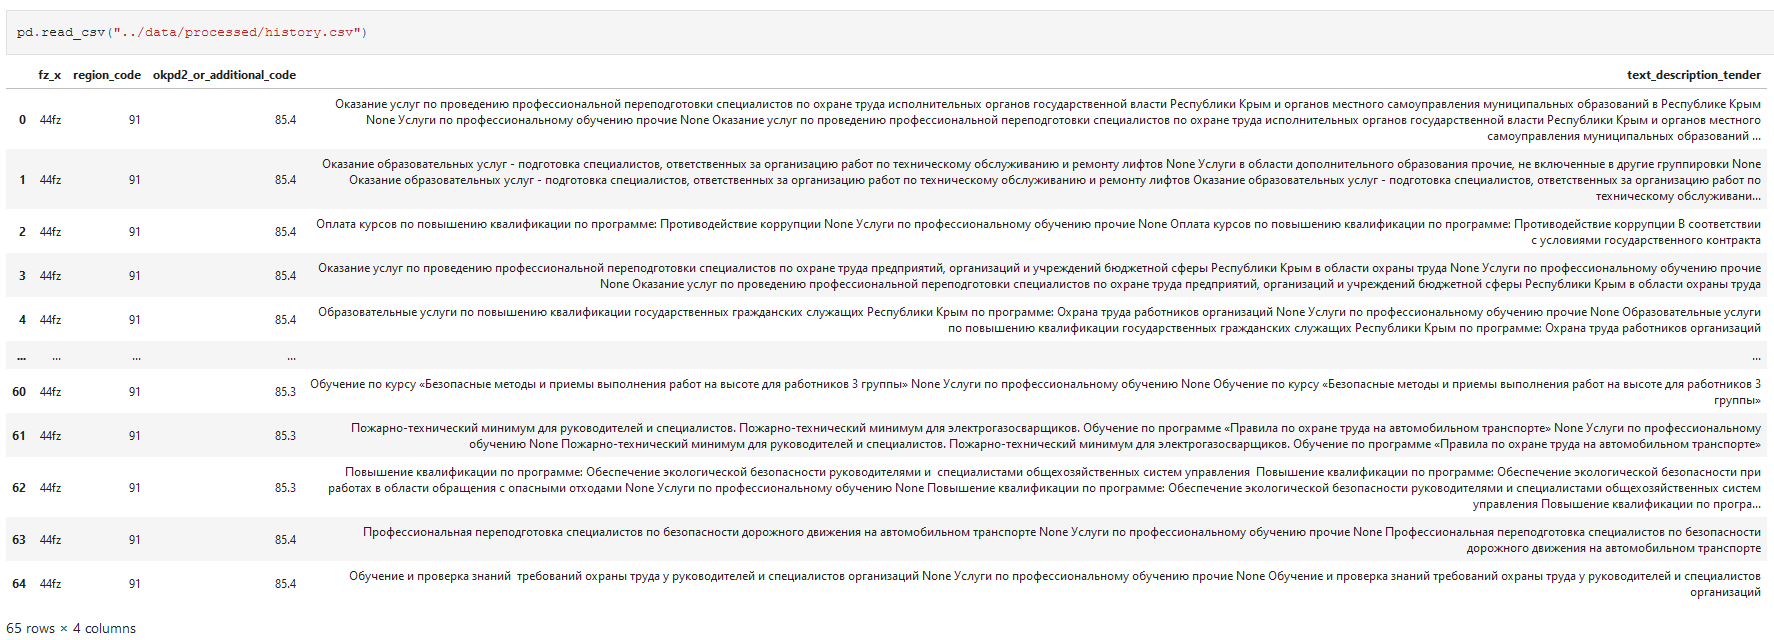 pd.read_csv("../data/processed/history.csv")
fz_x region_code okpd2_or_additional_code text_description_tender
Оказание услуг по проведению профессиональной переподготовки специалистов по охране труда исполнительных органов государственной власти Республики Крым и органов местного самоуправления муниципальных образований в Республике Крым
0 44fz 91 85.4 None Услуги по профессиональному обучению прочие None Оказание услуг по проведению профессиональной переподготовки специалистов по охране труда исполнительных органов государственной власти Республики Крым и органов местного
самоуправления муниципальных образований ...
Оказание образовательных услуг - подготовка специалистов, ответственных за организацию работ по техническому обслуживанию и ремонту лифтов None Услуги в области дополнительного образования прочие, не включенные в другие группировки None
1 44fz 91 85.4 Оказание образовательных услуг - подготовка специалистов, ответственных за организацию работ по техническому обслуживанию и ремонту лифтов Оказание образовательных услуг - подготовка специалистов, ответственных за организацию работ по
техническому обслуживани...
2 44fz 91 85.4 Оплата курсов по повышению квалификации по программе: Противодействие коррупции None Услуги по профессиональному обучению прочие None Оплата курсов по повышению квалификации по программе: Противодействие коррупции В соответствии
с условиями государственного контракта
3 44fz 91 85.4 Оказание услуг по проведению профессиональной переподготовки специалистов по охране труда предприятий, организаций и учреждений бюджетной сферы Республики Крым в области охраны труда None Услуги по профессиональному обучению прочие
None Оказание услуг по проведению профессиональной переподготовки специалистов по охране труда предприятий, организаций и учреждений бюджетной сферы Республики Крым в области охраны труда
4 44fz 91 85.4 Образовательные услуги по повышению квалификации государственных гражданских служащих Республики Крым по программе: Охрана труда работников организаций None Услуги по профессиональному обучению прочие None Образовательные услуги
по повышению квалификации государственных гражданских служащих Республики Крым по программе: Охрана труда работников организаций
... ... ... ... ...
60 44fz 91 85.3 Обучение по курсу «Безопасные методы и приемы выполнения работ на высоте для работников 3 группы» None Услуги по профессиональному обучению None Обучение по курсу «Безопасные методы и приемы выполнения работ на высоте для работников 3
группы»
61 44fz 91 85.3 Пожарно-технический минимум для руководителей и специалистов. Пожарно-технический минимум для электрогазосварщиков. Обучение по программе «Правила по охране труда на автомобильном транспорте» None Услуги по профессиональному
обучению None Пожарно-технический минимум для руководителей и специалистов. Пожарно-технический минимум для электрогазосварщиков. Обучение по программе «Правила по охране труда на автомобильном транспорте»
Повышение квалификации по программе: Обеспечение экологической безопасности руководителями и специалистами общехозяйственных систем управления Повышение квалификации по программе: Обеспечение экологической безопасности при
62 44fz 91 85.3 работах в области обращения с опасными отходами None Услуги по профессиональному обучению None Повышение квалификации по программе: Обеспечение экологической безопасности руководителями и специалистами общехозяйственных систем
управления Повышение квалификации по програ...
63 44fz 91 85.4 Профессиональная переподготовка специалистов по безопасности дорожного движения на автомобильном транспорте None Услуги по профессиональному обучению прочие None Профессиональная переподготовка специалистов по безопасности
дорожного движения на автомобильном транспорте
64 44fz 91 85.4 Обучение и проверка знаний требований охраны труда у руководителей и специалистов организаций None Услуги по профессиональному обучению прочие None Обучение и проверка знаний требований охраны труда у руководителей и специалистов
организаций
65 rows × 4 columns